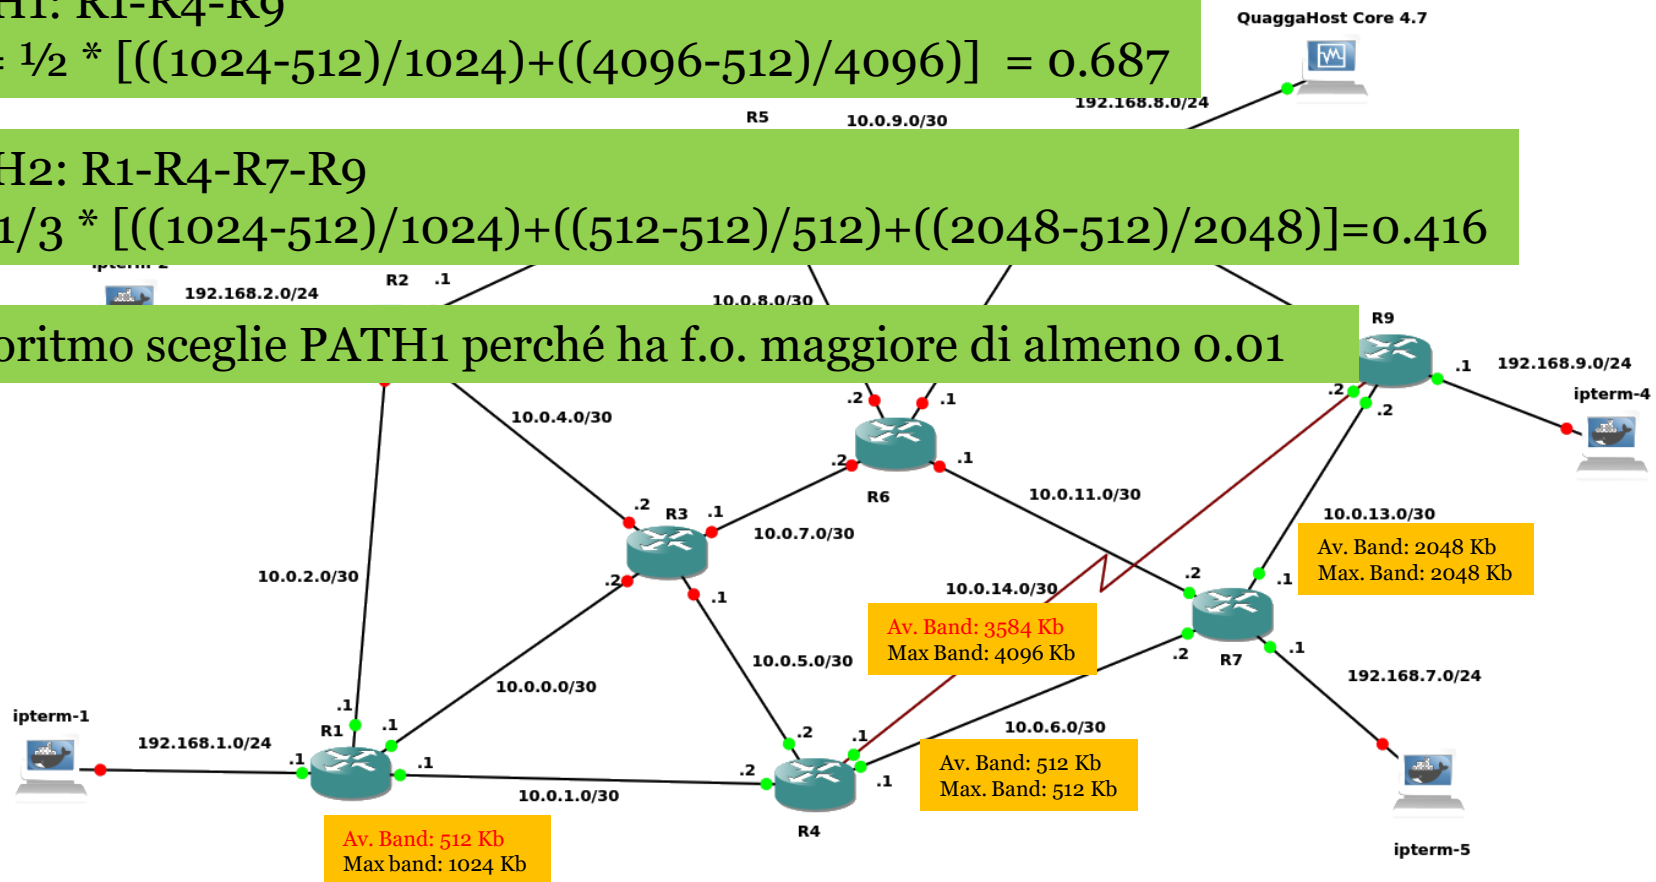 H1: R1-R4-R9
= ½ * [((1024-512)/1024)+((4096-512)/4096)] = 0.687
QuaggaHost Core 4.7
192.168.8.0/24
R5
10.0.9.0/30
H2: R1-R4-R7-R9
1/3 * [((1024-512)/1024)+((512-512)/512)+((2048-512)/2048)]=0.416
ipterm-2
192.168.2.0/24
R2
.1
10.0.8.0/30
oritmo sceglie PATH1 perché ha f.o. maggiore di almeno 0.01
R9
.1
192.168.9.0/24
ipterm-4
.2
.2
10.0.4.0/30
.2
.1
.2
.1
R6
10.0.11.0/30
.2
R3
.1
10.0.7.0/30
10.0.13.0/30
Av. Band: 2048 Kb
Max. Band: 2048 Kb
10.0.2.0/30
.2
.1
10.0.14.0/30
.2
.1
Av. Band: 3584 Kb
Max Band: 4096 Kb
10.0.5.0/30
.2
R7
.1
192.168.7.0/24
10.0.0.0/30
ipterm-1
.1
R1
.1
192.168.1.0/24
.1
.1
.2
.1
10.0.6.0/30
.2
.1
Av. Band: 512 Kb
Max. Band: 512 Kb
10.0.1.0/30
R4
Av. Band: 512 Kb
Max band: 1024 Kb
ipterm-5